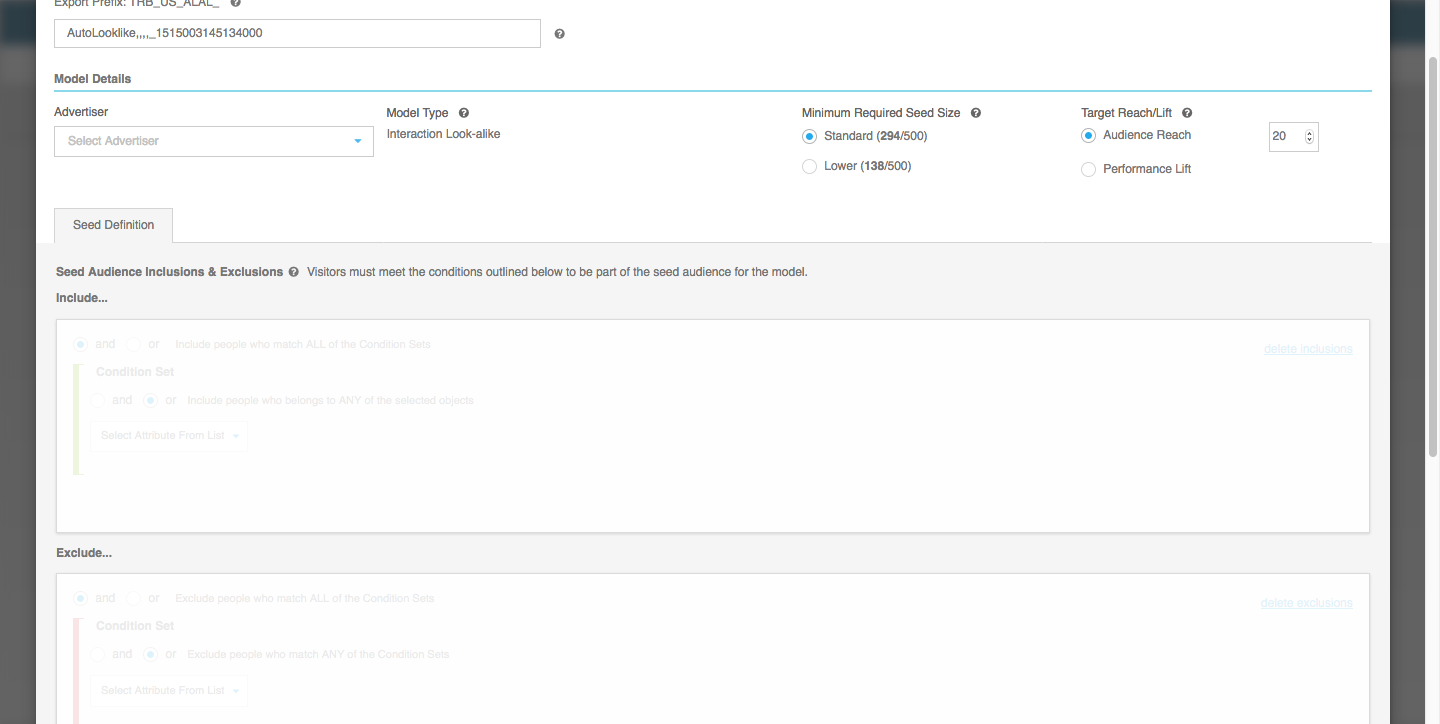 Export Prefix: TRB_US_ALAL_
AutoLooklike,,,,_1515003145134000
Model Details
Advertiser
Select Advertiser
Model Type
Interaction Look-alike
Minimum Required Seed Size
Standard (294/500)
Lower (138/500)
Target Reach/Lift
Audience Reach
20
Performance Lift
Seed Definition
Seed Audience Inclusions & Exclusions Visitors must meet the conditions outlined below to be part of the seed audience for the model.
Include...
and or Include people who match ALL of the Condition Sets
delete inclusions
Condition Set
and or Include people who belongs to ANY of the selected objects
Select Attribute From List
Exclude...
and or Exclude people who match ALL of the Condition Sets
delete exclusions
Condition Set
and or Exclude people who match ANY of the Condition Sets
Select Attribute From List